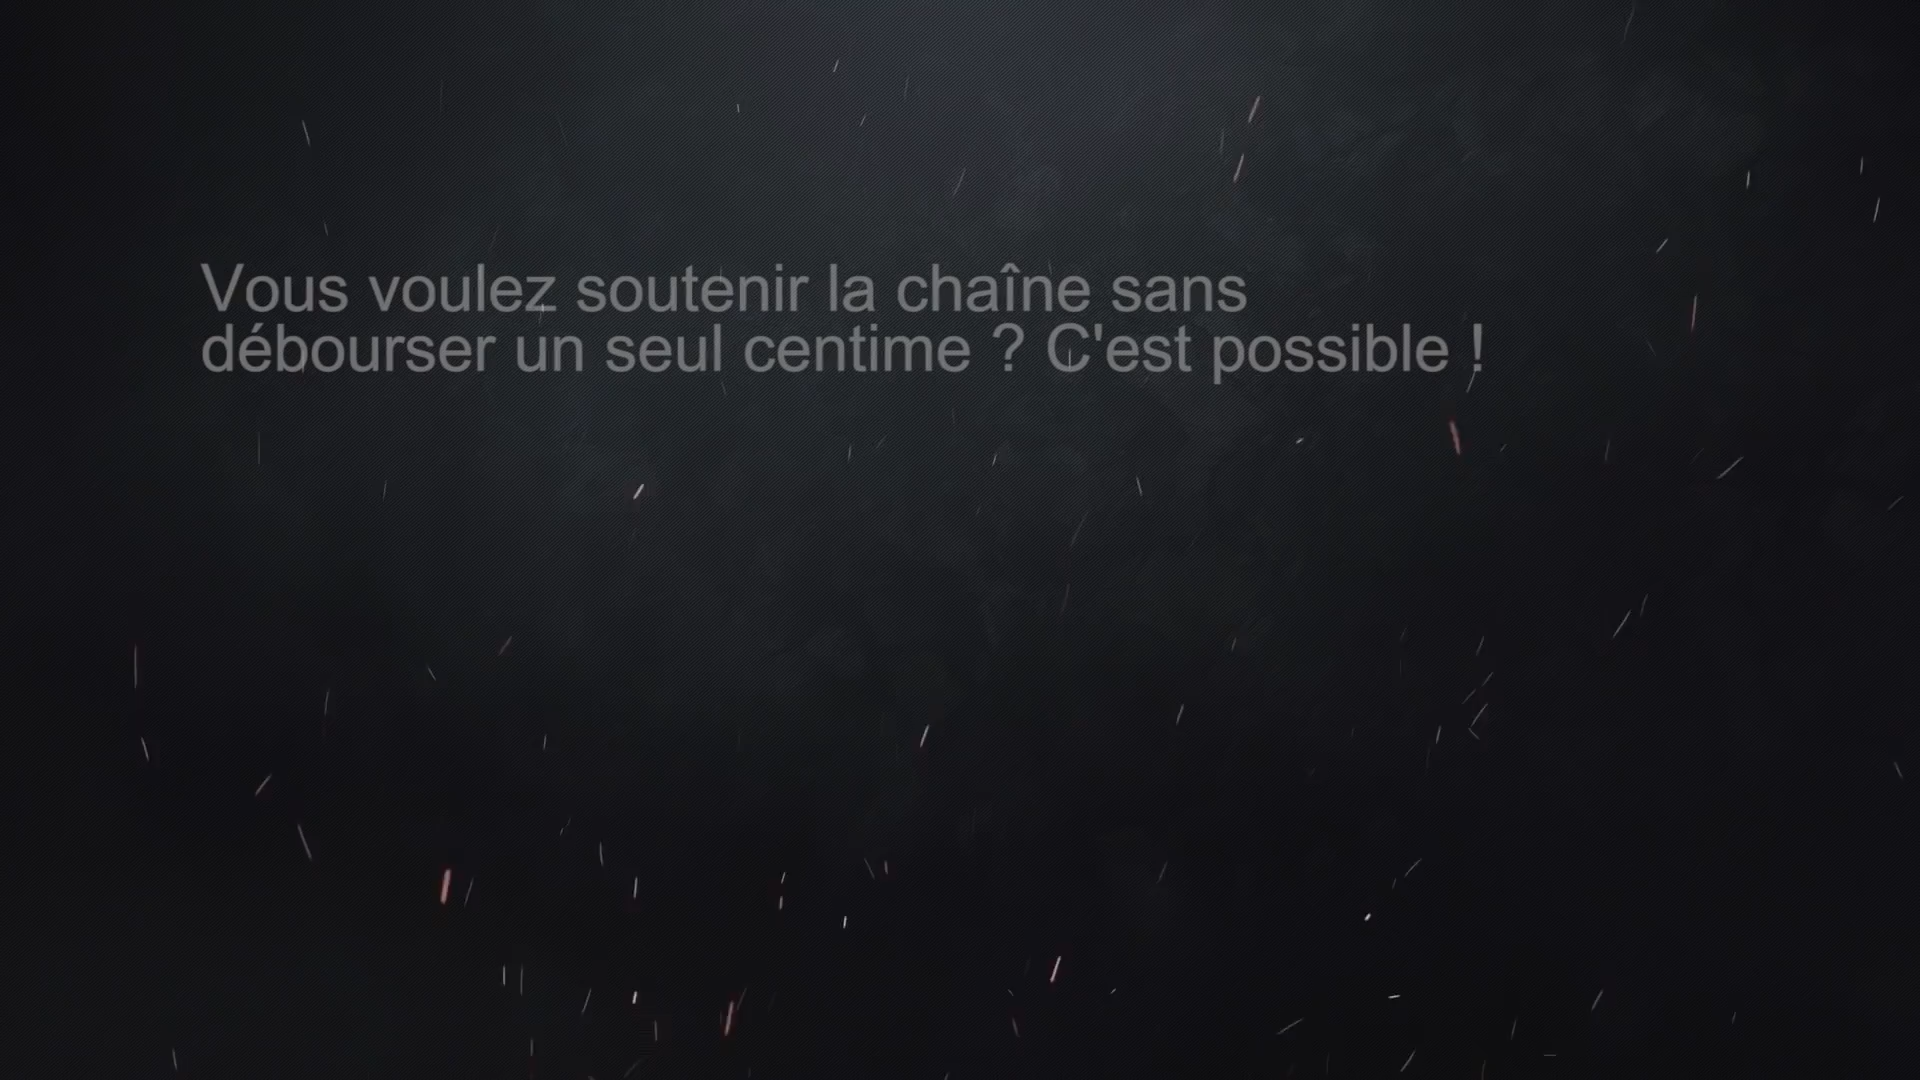 Vous voulez soutenir la chaîne sans
débourser un seul centime ? C'est possible !